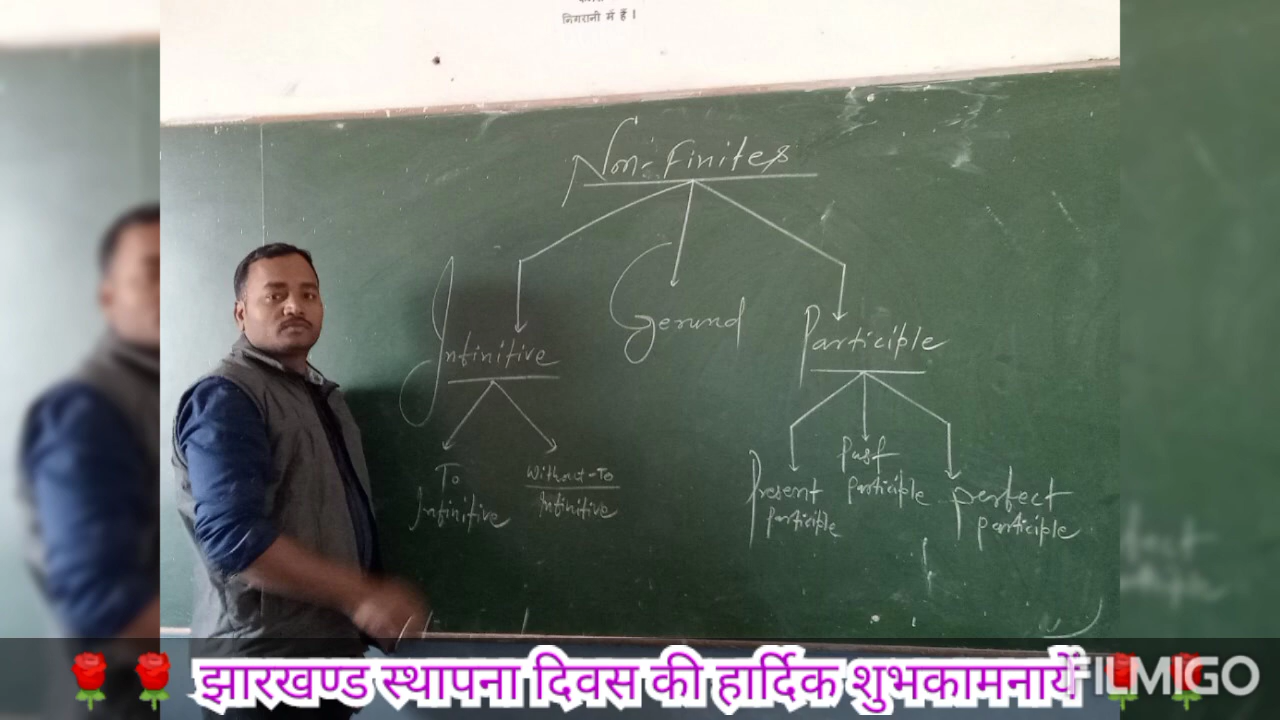 निगरानी में हैं ।
Non-Finites
Infinitive
Gerund
Participle
To
Infinitive
Without-To
Infinitive
Present
participle
Past
participle
perfect
participle
🌹🌹 झारखण्ड स्थापना दिवस की हार्दिक शुभकामनायें 🌹🌹
FILMIGO